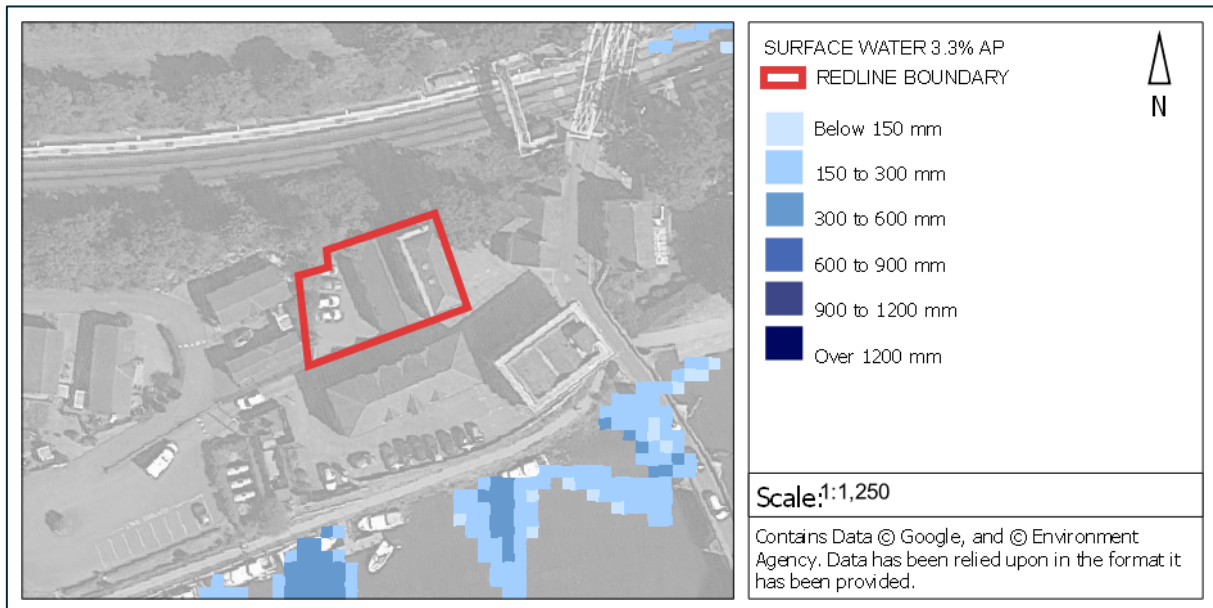 SURFACE WATER 3.3% AP
REDLINE BOUNDARY
N
Below 150 mm
150 to 300 mm
300 to 600 mm
600 to 900 mm
900 to 1200 mm
Over 1200 mm
Scale:1:1,250
Contains Data © Google, and © Environment
Agency. Data has been relied upon in the format it
has been provided.